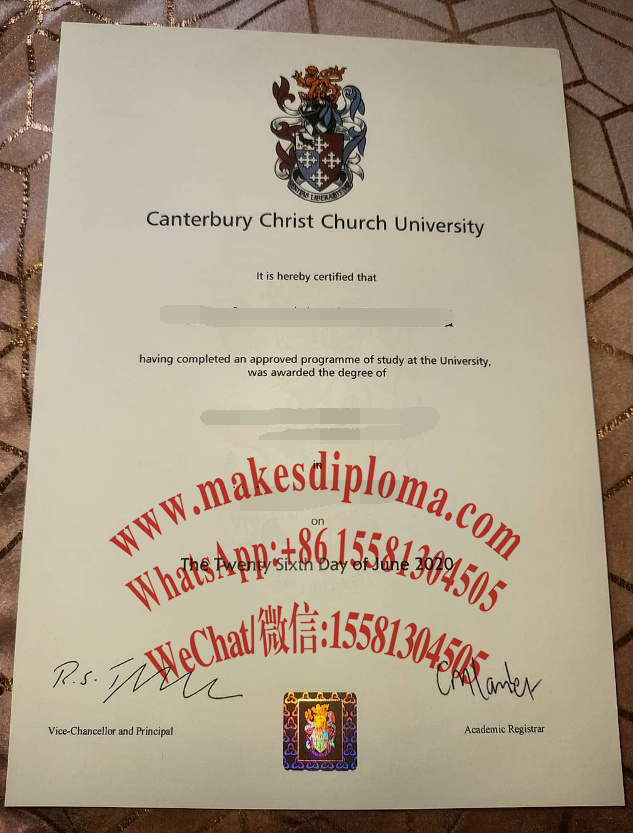 Canterbury Christ Church University
It is hereby certified that
having completed an approved programme of study at the University,
was awarded the degree of
in
www.makesdiploma.com
on
WhatsApp:+86 15581304505
The Twenty Sixth Day of June 2020
WeChat/微信:15581304505
Vice-Chancellor and Principal
Academic Registrar